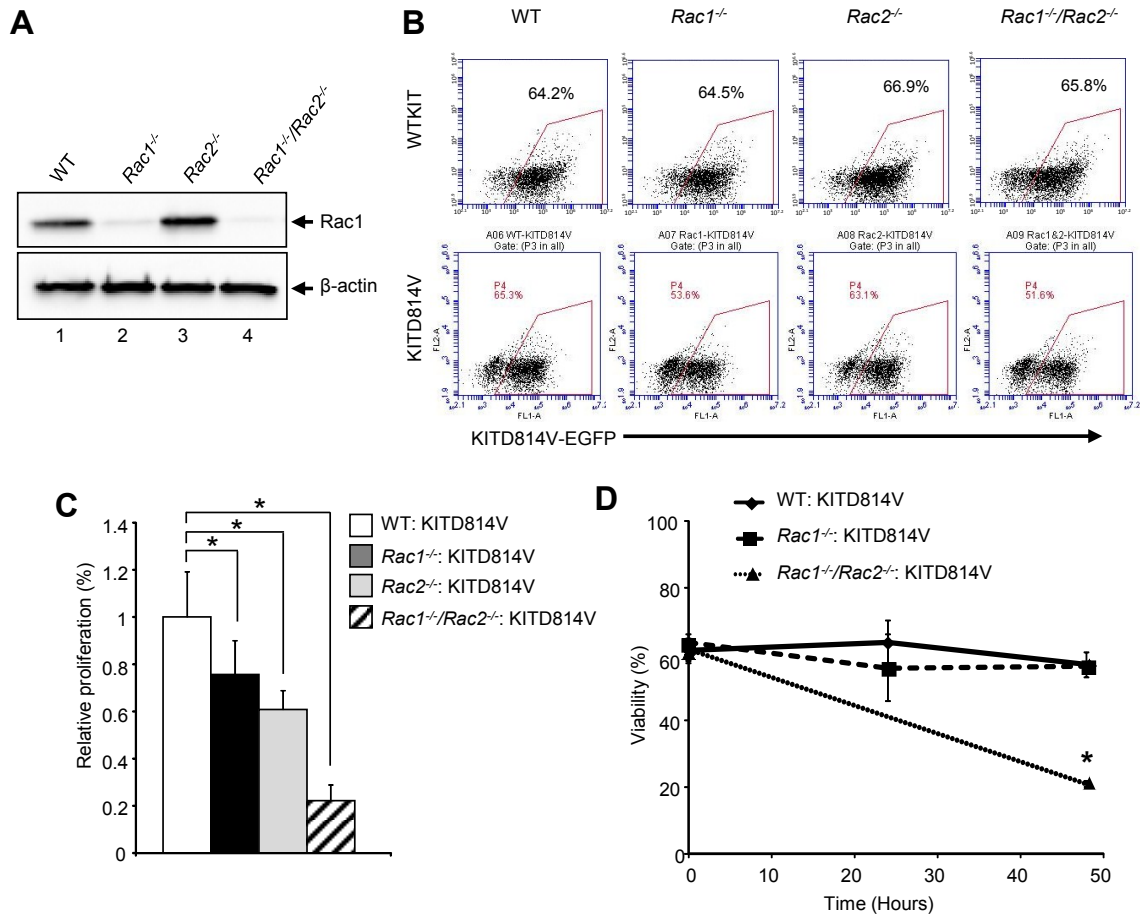 A
WT
Rac1-/-
Rac2-/-
Rac1-/-/Rac2-/-
Rac1
β-actin
1 2 3 4
B
WT Rac1-/- Rac2-/- Rac1-/-/Rac2-/-
WTKIT
64.2% 64.5% 66.9% 65.8%
KITD814V
A06 WT-KITD814V
Gate: (P3 in all)
P4
65.3%
FL2-A
FL1-A
A07 Rac1-KITD814V
Gate: (P3 in all)
P4
53.6%
FL2-A
FL1-A
A08 Rac2-KITD814V
Gate: (P3 in all)
P4
63.1%
FL2-A
FL1-A
A09 Rac1&2-KITD814V
Gate: (P3 in all)
P4
51.6%
FL2-A
FL1-A
KITD814V-EGFP
C
Relative proliferation (%)
1.4
1.2
1
0.8
0.6
0.4
0.2
0
*
*
*
WT: KITD814V
Rac1-/-: KITD814V
Rac2-/-: KITD814V
Rac1-/-/Rac2-/-: KITD814V
D
WT: KITD814V
Rac1-/-: KITD814V
Rac1-/-/Rac2-/-: KITD814V
Viability (%)
100
80
60
40
20
0
*
0 10 20 30 40 50
Time (Hours)